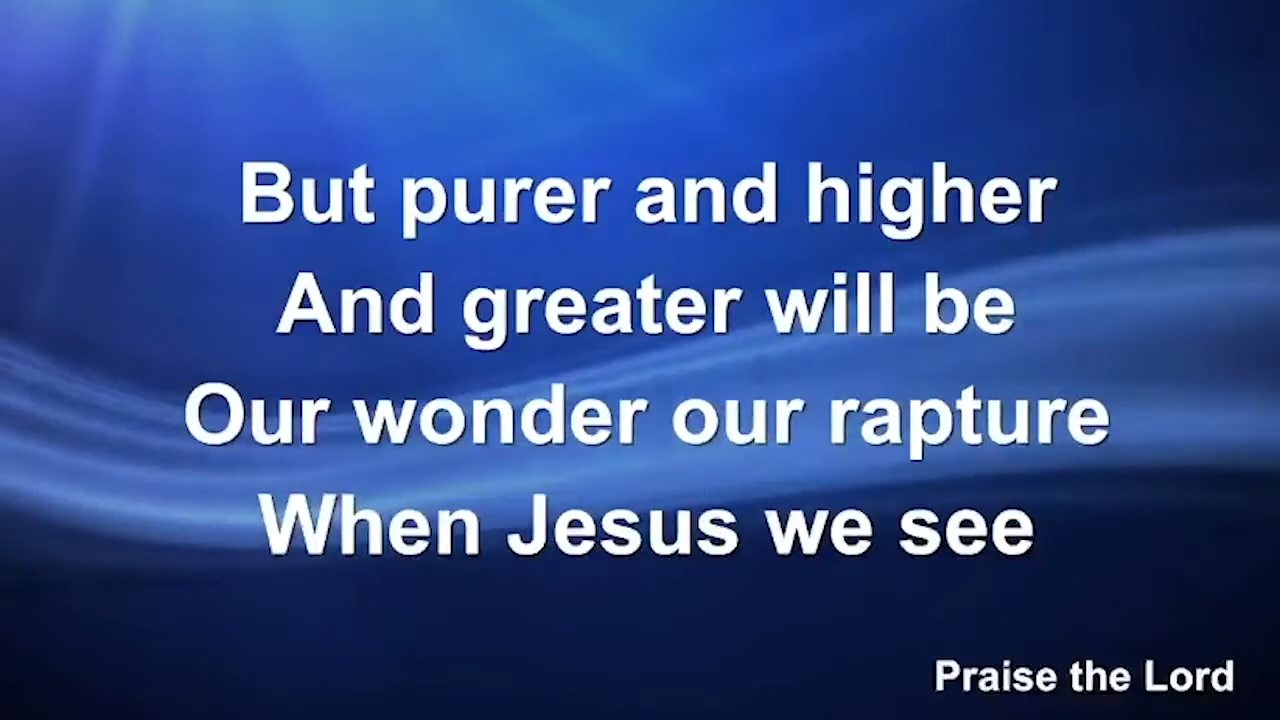 But purer and higher
And greater will be
Our wonder our rapture
When Jesus we see
Praise the Lord